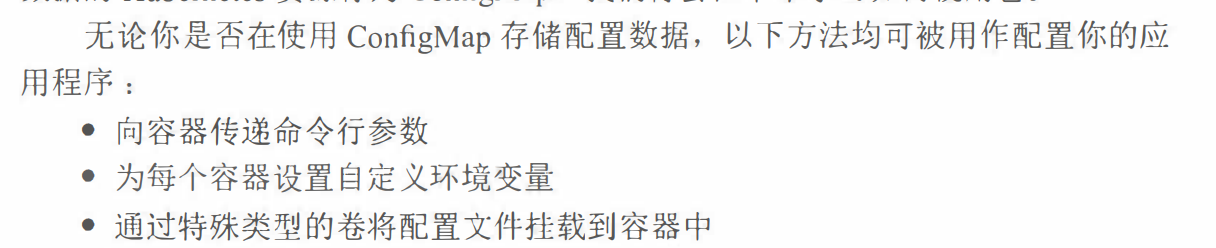 无论你是否在使用 ConfigMap 存储配置数据，以下方法均可被用作配置你的应
用程序：
● 向容器传递命令行参数
● 为每个容器设置自定义环境变量
● 通过特殊类型的卷将配置文件挂载到容器中